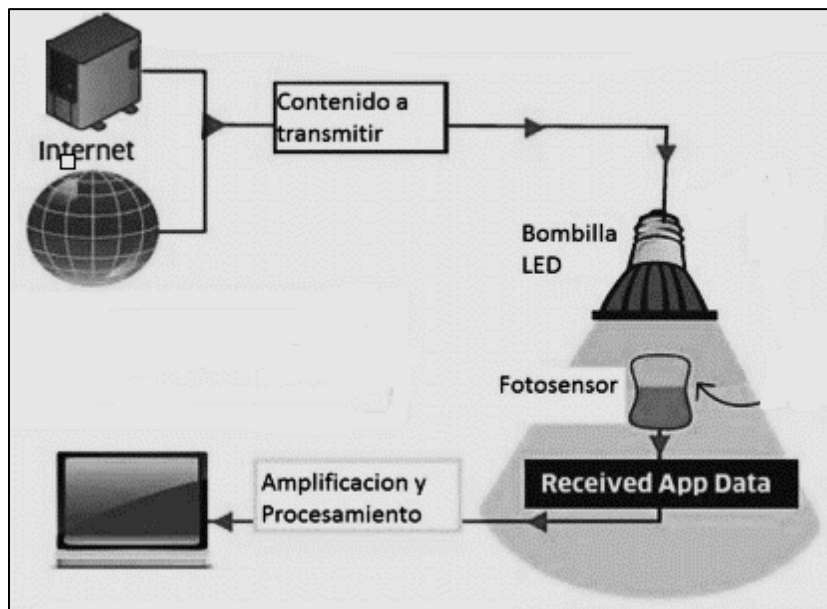 Internet
Contenido a
transmitir
Bombilla
LED
Fotosensor
Received App Data
Amplificacion y
Procesamiento